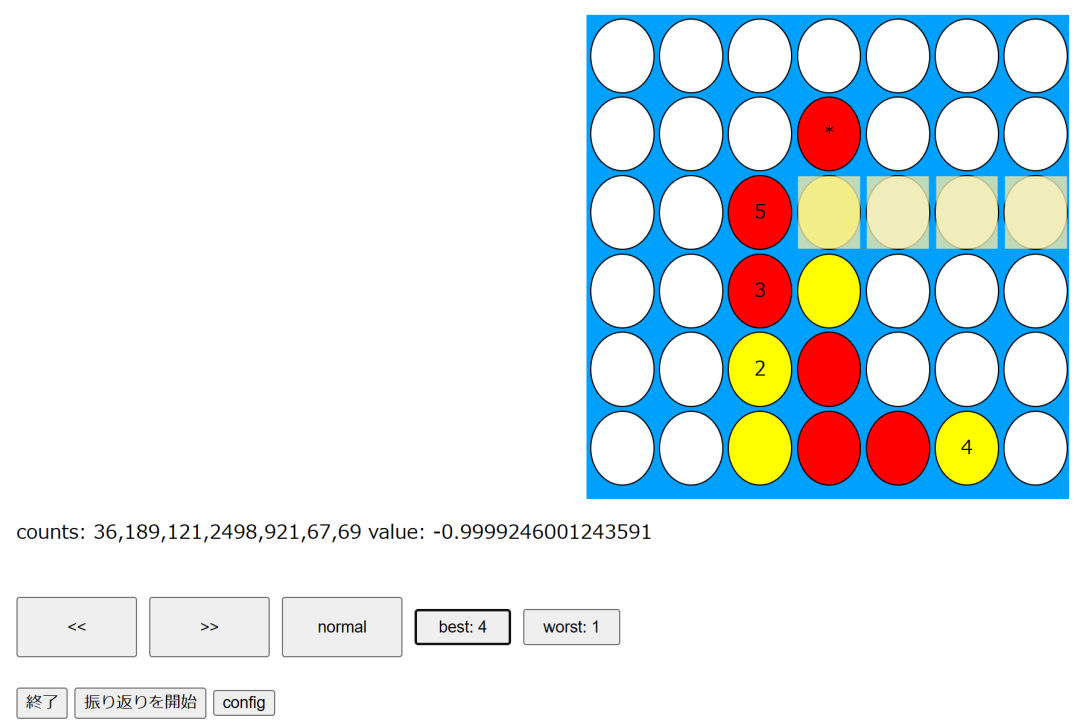 *
5
3
2
4
counts: 36,189,121,2498,921,67,69 value: -0.9999246001243591
<< >> normal best: 4 worst: 1
終了 振り返りを開始 config